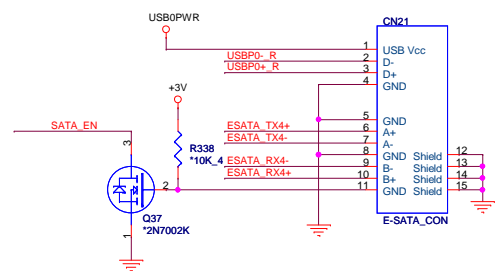 CN21
USB0PWR
1 USB Vcc
USBP0-_R 2 D-
USBP0+_R 3 D+
4 GND
+3V
5 GND
SATA_EN ESATA_TX4+ 6 A+
ESATA_TX4- 7 A-
3 R338 8 GND Shield 12
*10K_4 ESATA_RX4- 9 B- Shield 13
ESATA_RX4+ 10 B+ Shield 14
2 11 GND Shield 15
Q37 E-SATA_CON
*2N7002K
1